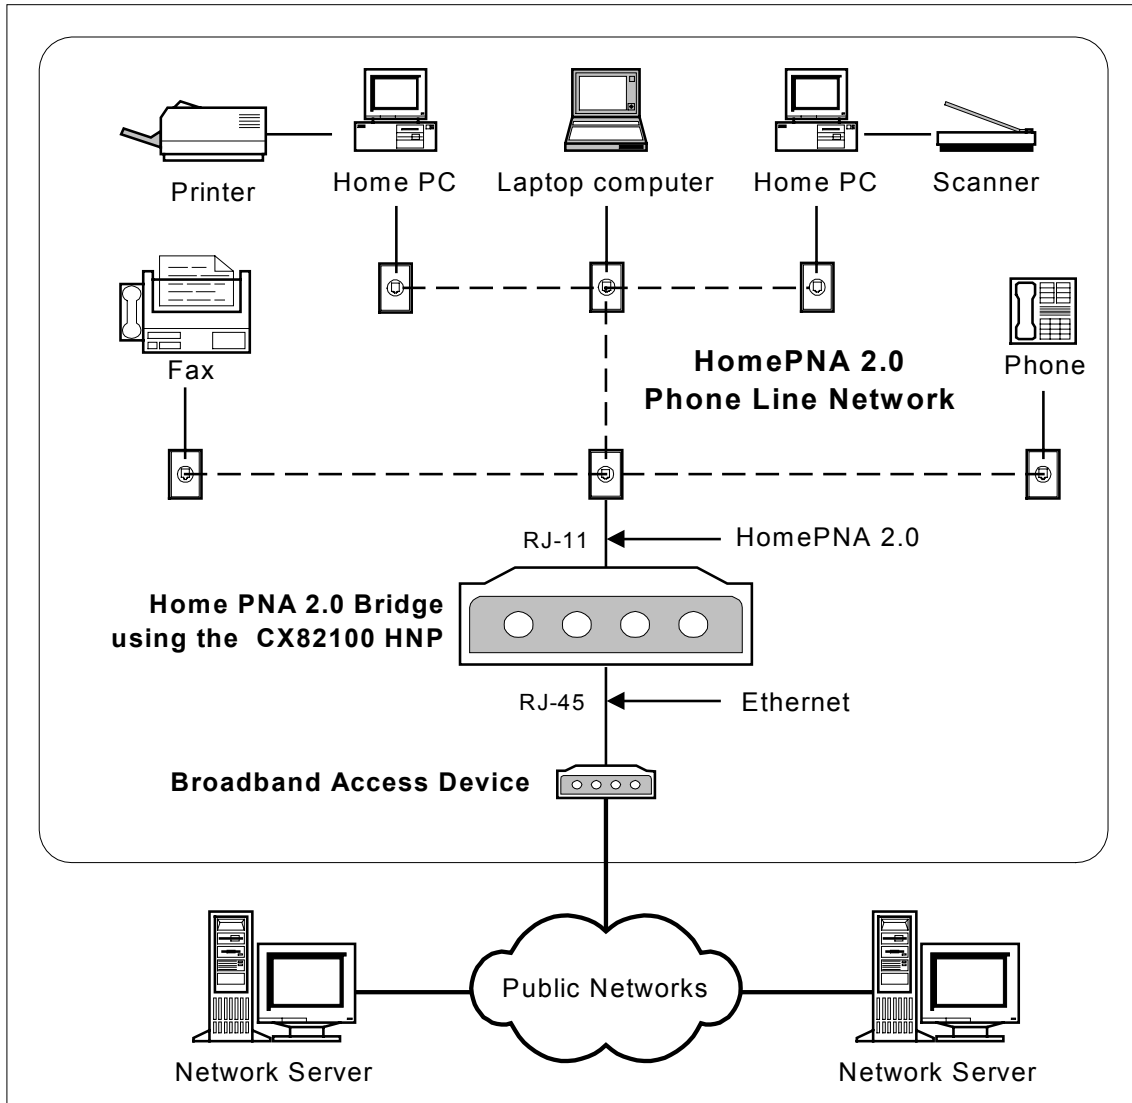 Printer
Home PC
Laptop computer
Home PC
Scanner
Fax
HomePNA 2.0
Phone Line Network
Phone
RJ-11
HomePNA 2.0
Home PNA 2.0 Bridge
using the CX82100 HNP
RJ-45
Ethernet
Broadband Access Device
Public Networks
Network Server
Network Server